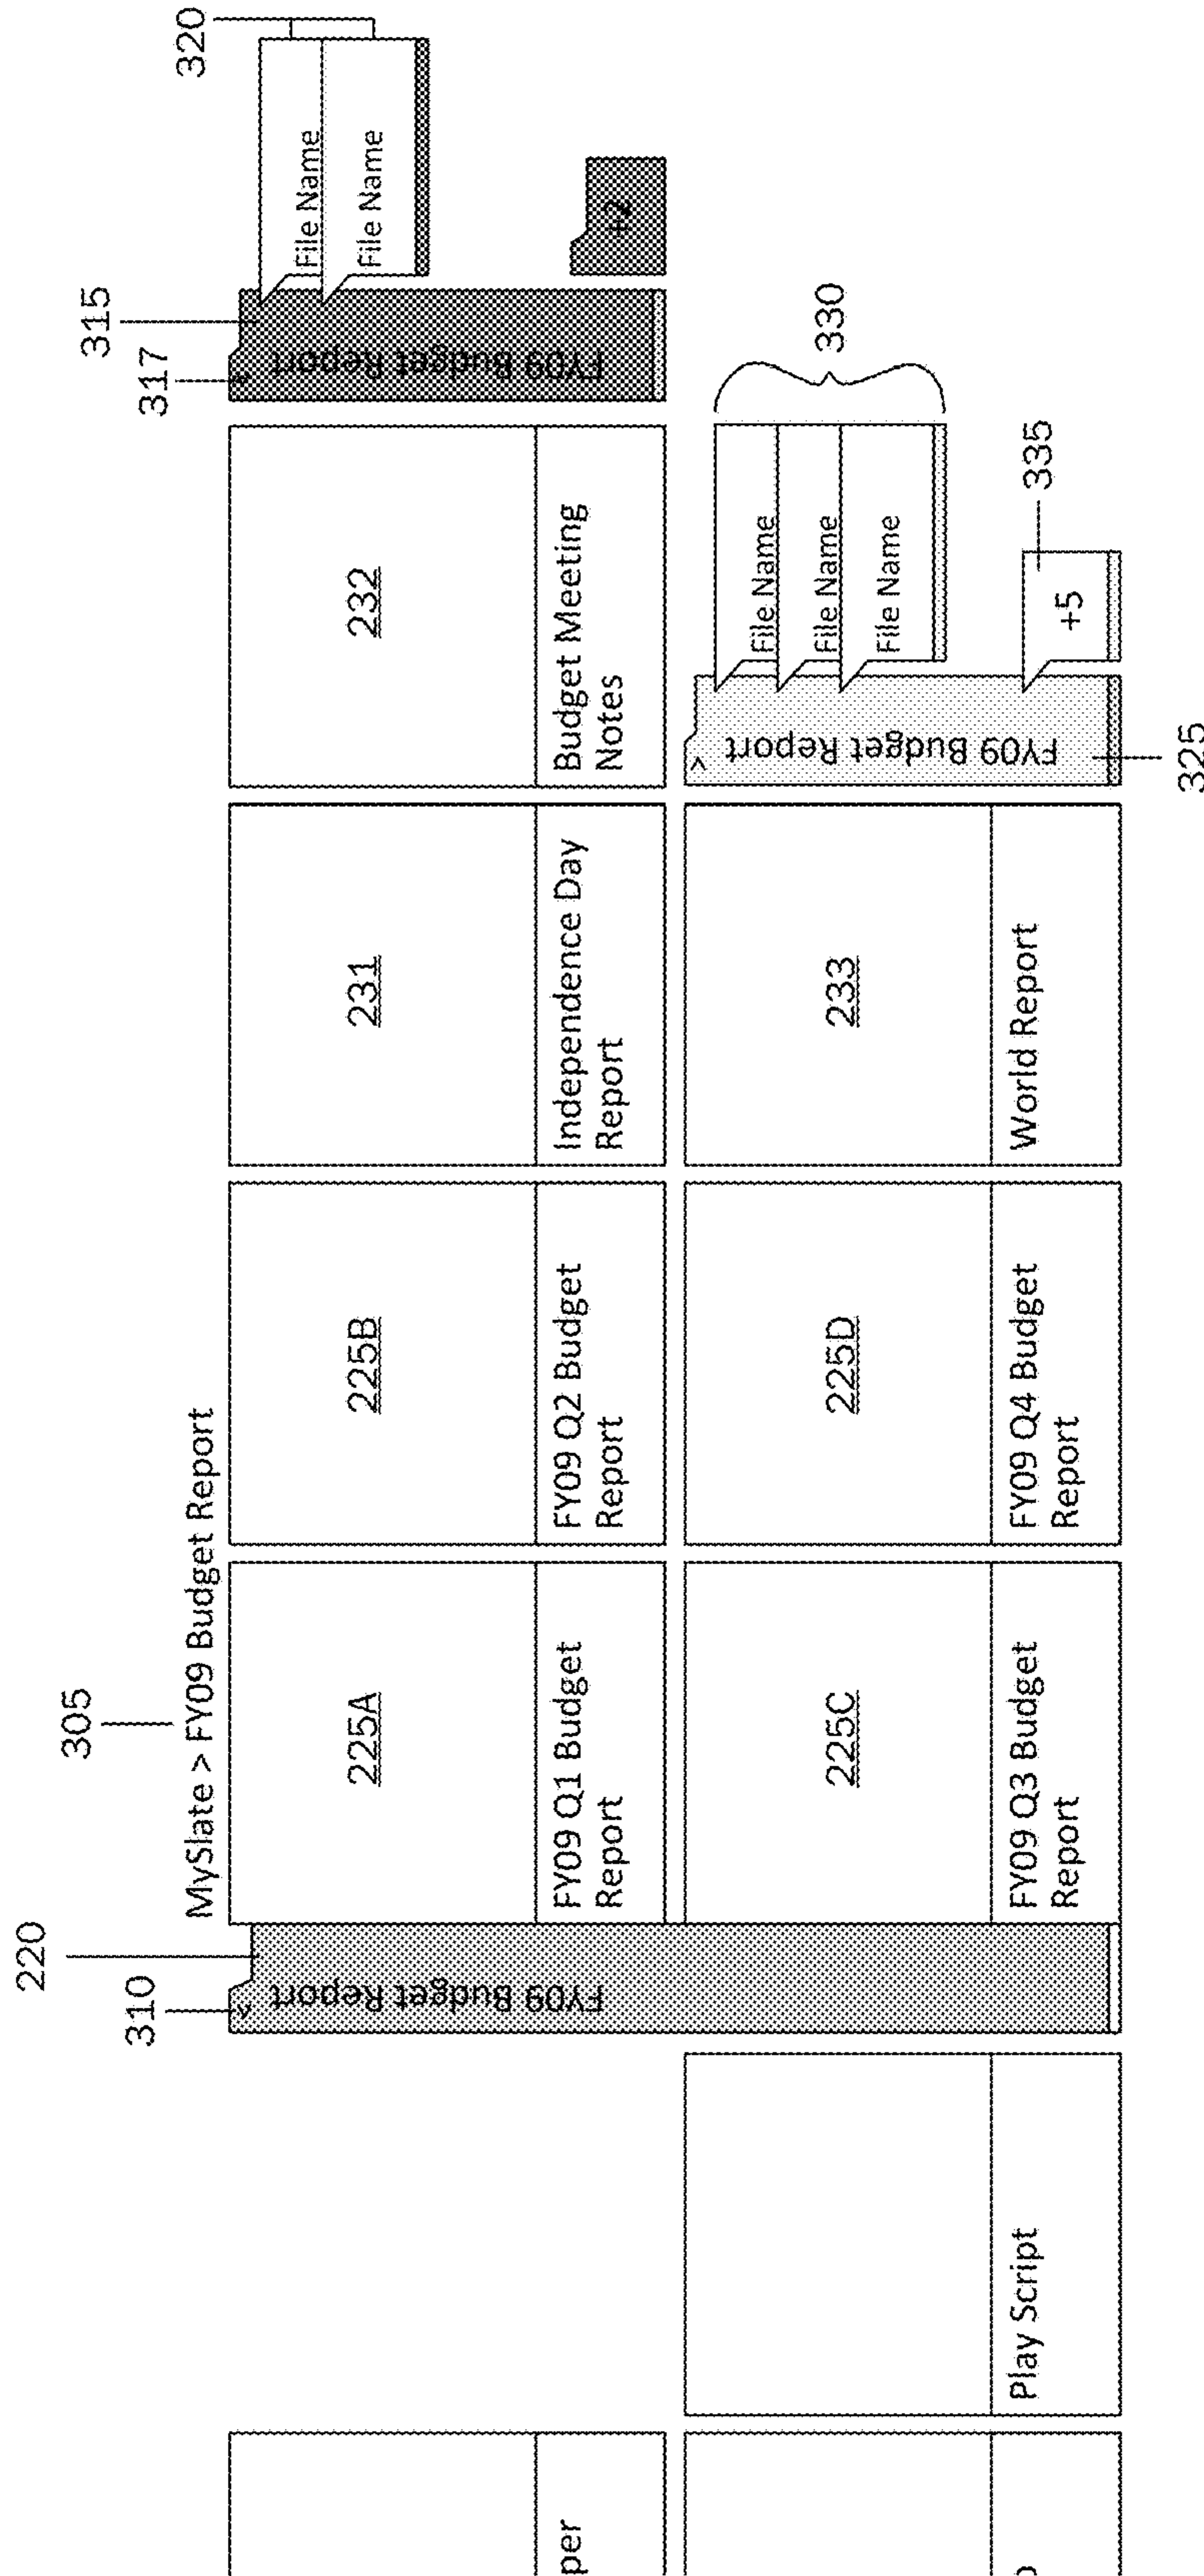 305
MySlate > FY09 Budget Report
220
310
^
FY09 Budget Report
225A
FY09 Q1 Budget
Report
225B
FY09 Q2 Budget
Report
231
Independence Day
Report
232
Budget Meeting
Notes
315
317
^
FY09 Budget Report
320
File Name
File Name
+2
per
Play Script
225C
FY09 Q3 Budget
Report
225D
FY09 Q4 Budget
Report
233
World Report
^
FY09 Budget Report
325
File Name
File Name
File Name
330
+5
335